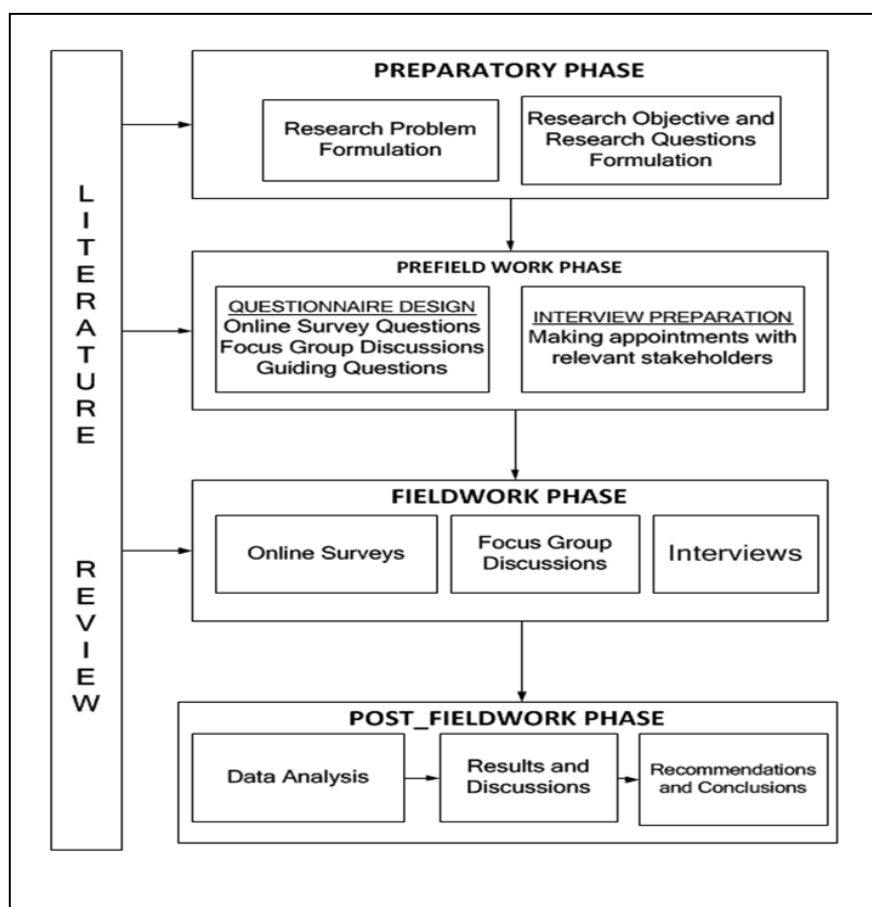 LITERATURE REVIEW
PREPARATORY PHASE
Research Problem
Formulation
Research Objective and
Research Questions
Formulation
PREFIELD WORK PHASE
QUESTIONNAIRE DESIGN
Online Survey Questions
Focus Group Discussions
Guiding Questions
INTERVIEW PREPARATION
Making appointments with
relevant stakeholders
FIELDWORK PHASE
Online Surveys
Focus Group
Discussions
Interviews
POST_FIELDWORK PHASE
Data Analysis
Results and
Discussions
Recommendations
and Conclusions